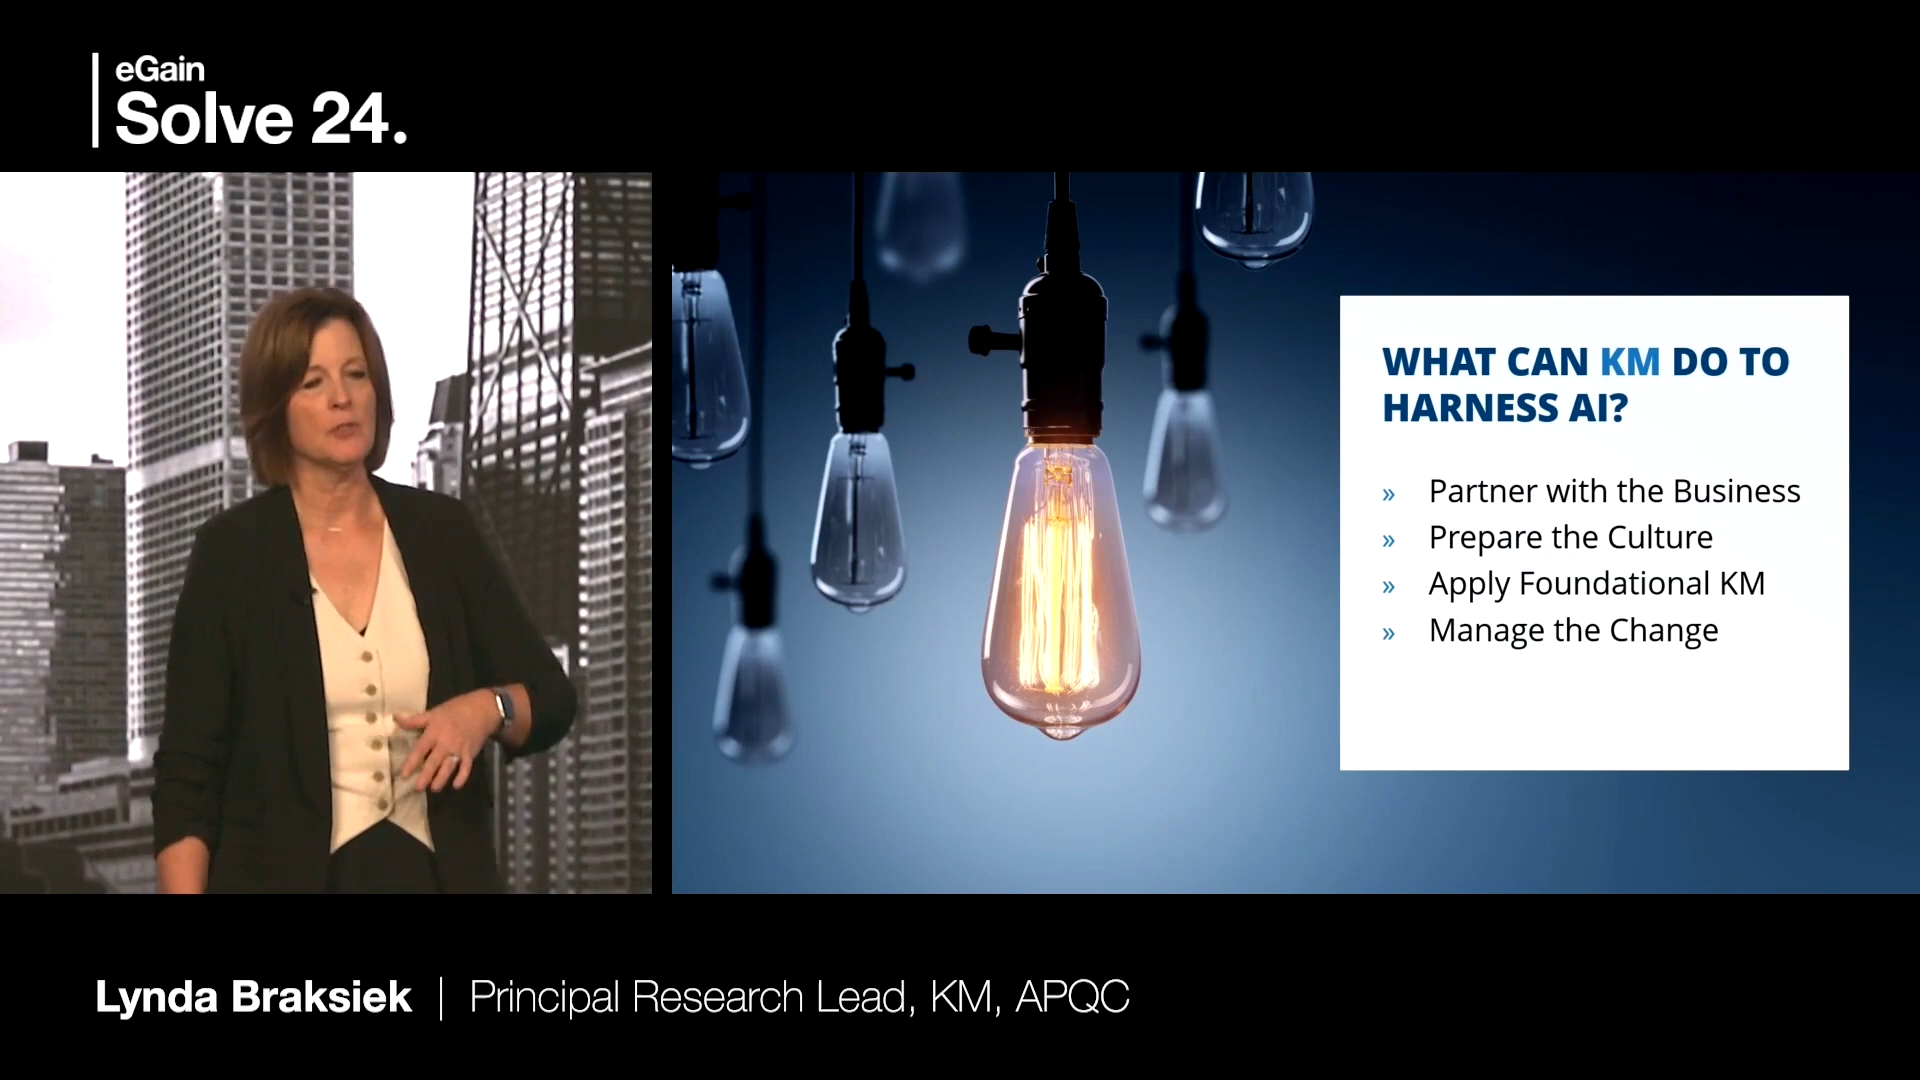 eGain
Solve 24.
WHAT CAN KM DO TO
HARNESS AI?
» Partner with the Business
» Prepare the Culture
» Apply Foundational KM
» Manage the Change
Lynda Braksiek | Principal Research Lead, KM, APQC